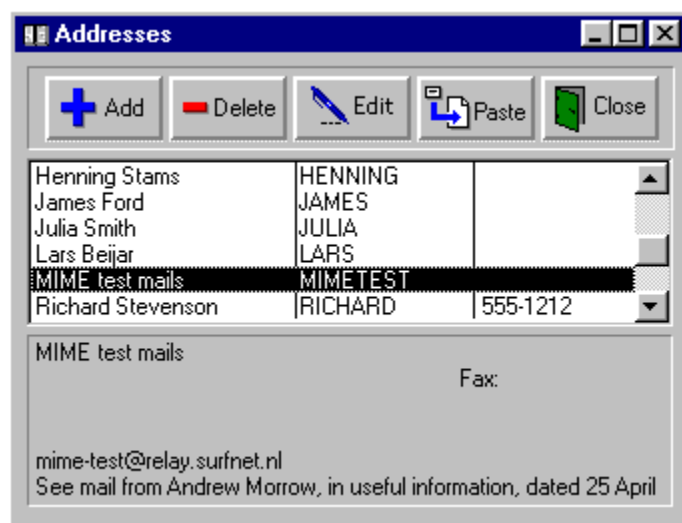 Addresses
Add Delete Edit Paste Close
Henning Stams HENNING
James Ford JAMES
Julia Smith JULIA
Lars Beijar LARS
MIME test mails MIMETEST
Richard Stevenson RICHARD 555-1212
MIME test mails
Fax:
mime-test@relay.surfnet.nl
See mail from Andrew Morrow, in useful information, dated 25 April